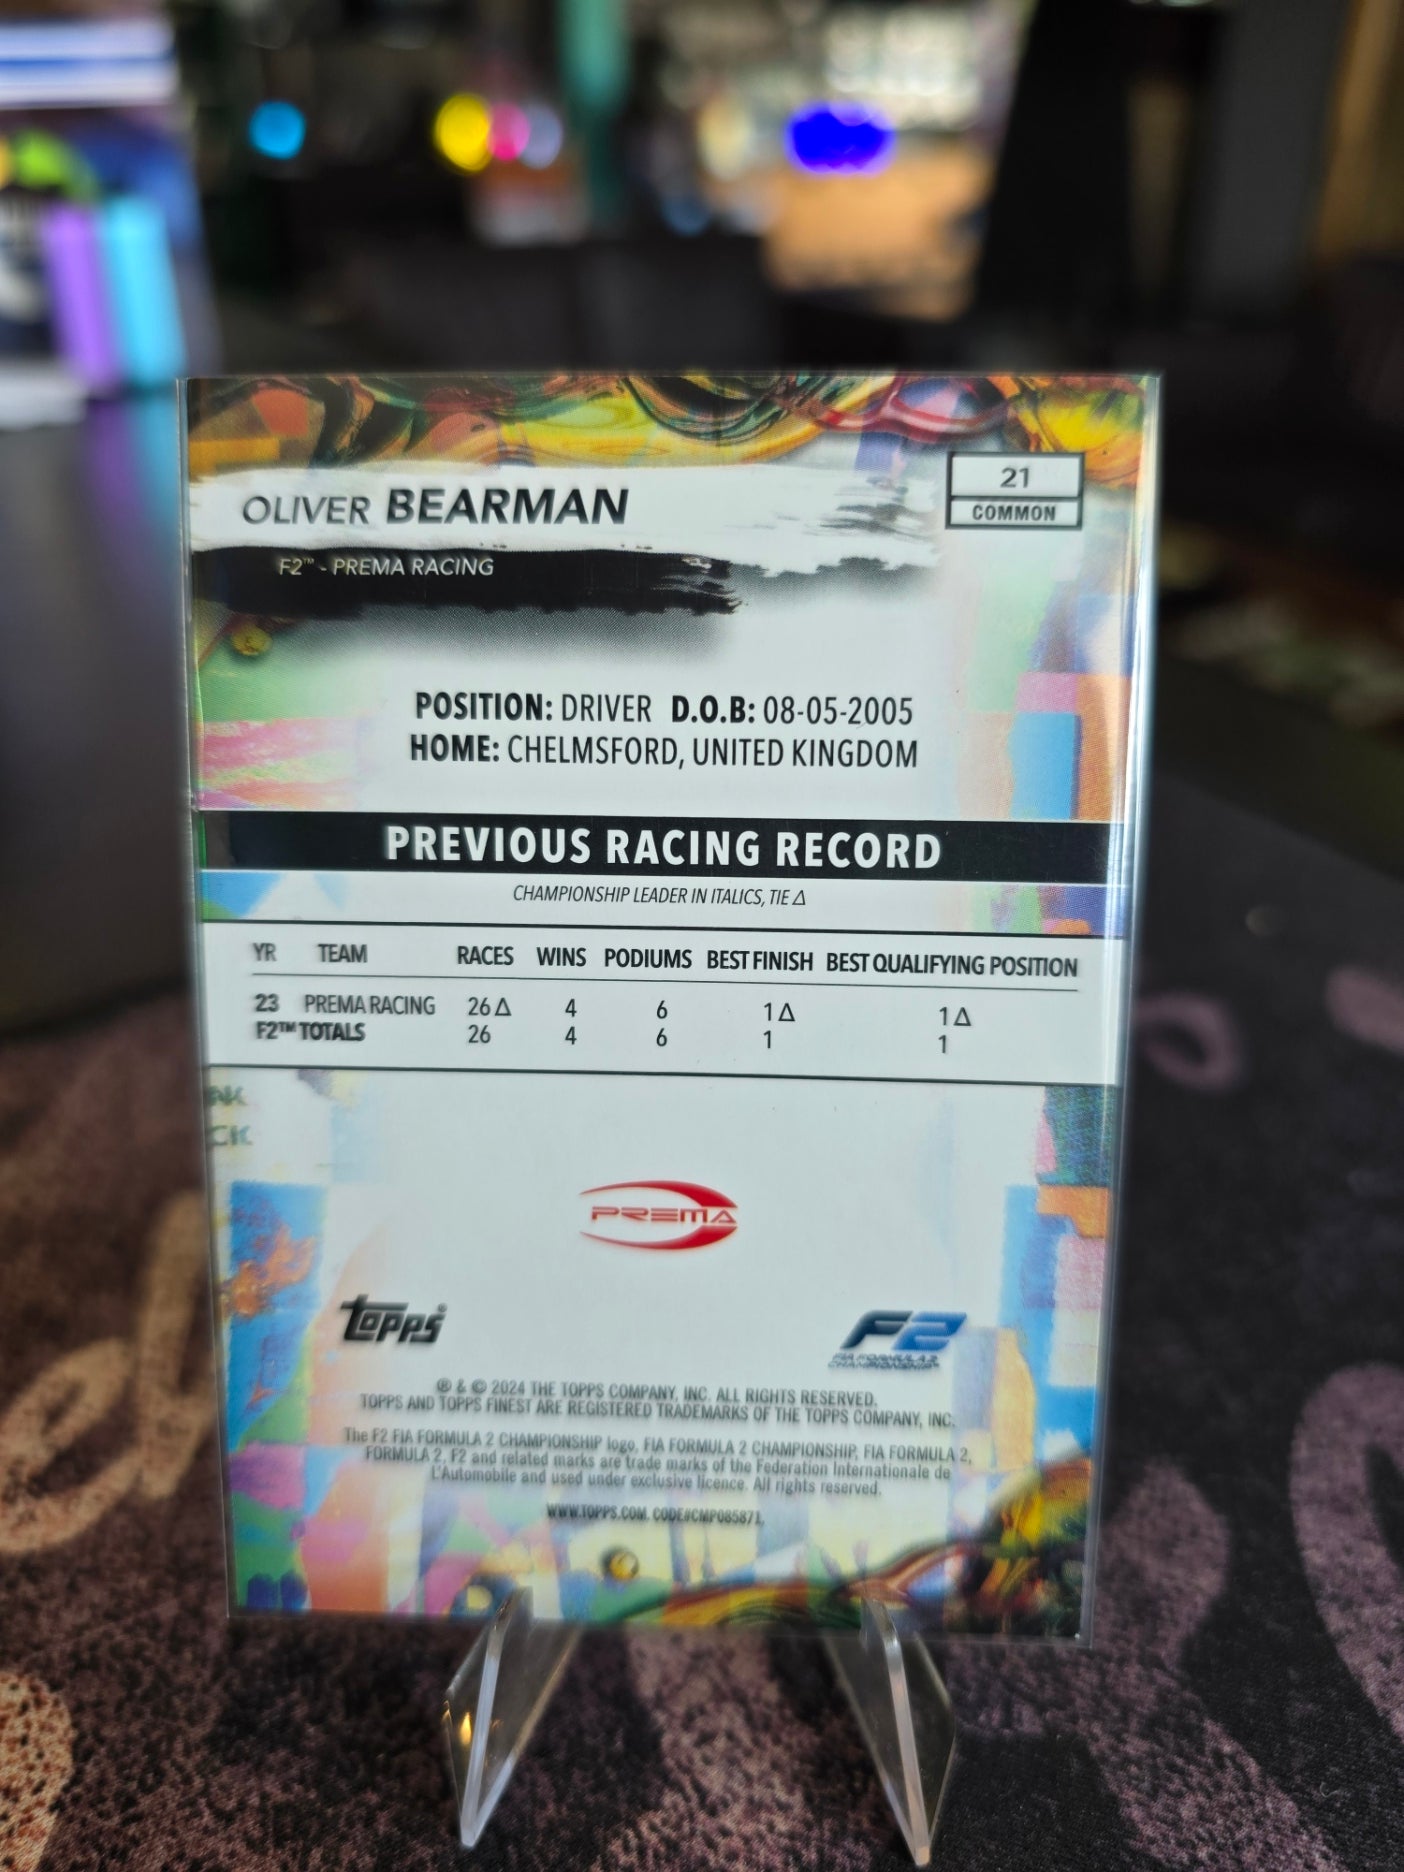 OLIVER BEARMAN
21
COMMON
F2™ - PREMA RACING
POSITION: DRIVER D.O.B: 08-05-2005
HOME: CHELMSFORD, UNITED KINGDOM
PREVIOUS RACING RECORD
CHAMPIONSHIP LEADER IN ITALICS, TIE Δ
YR TEAM RACES WINS PODIUMS BEST FINISH BEST QUALIFYING POSITION
23 PREMA RACING 26 Δ 4 6 1 Δ 1 Δ
F2™ TOTALS 26 4 6 1 1
PREMA
topps®
F2
FIA FORMULA 2
CHAMPIONSHIP
® & © 2024 THE TOPPS COMPANY, INC. ALL RIGHTS RESERVED.
TOPPS AND TOPPS FINEST ARE REGISTERED TRADEMARKS OF THE TOPPS COMPANY, INC.
The F2 FIA FORMULA 2 CHAMPIONSHIP logo, FIA FORMULA 2 CHAMPIONSHIP, FIA FORMULA 2,
FORMULA 2, F2 and related marks are trade marks of the Federation Internationale de
L'Automobile and used under exclusive licence. All rights reserved.
WWW.TOPPS.COM. CODE#CMP085871.